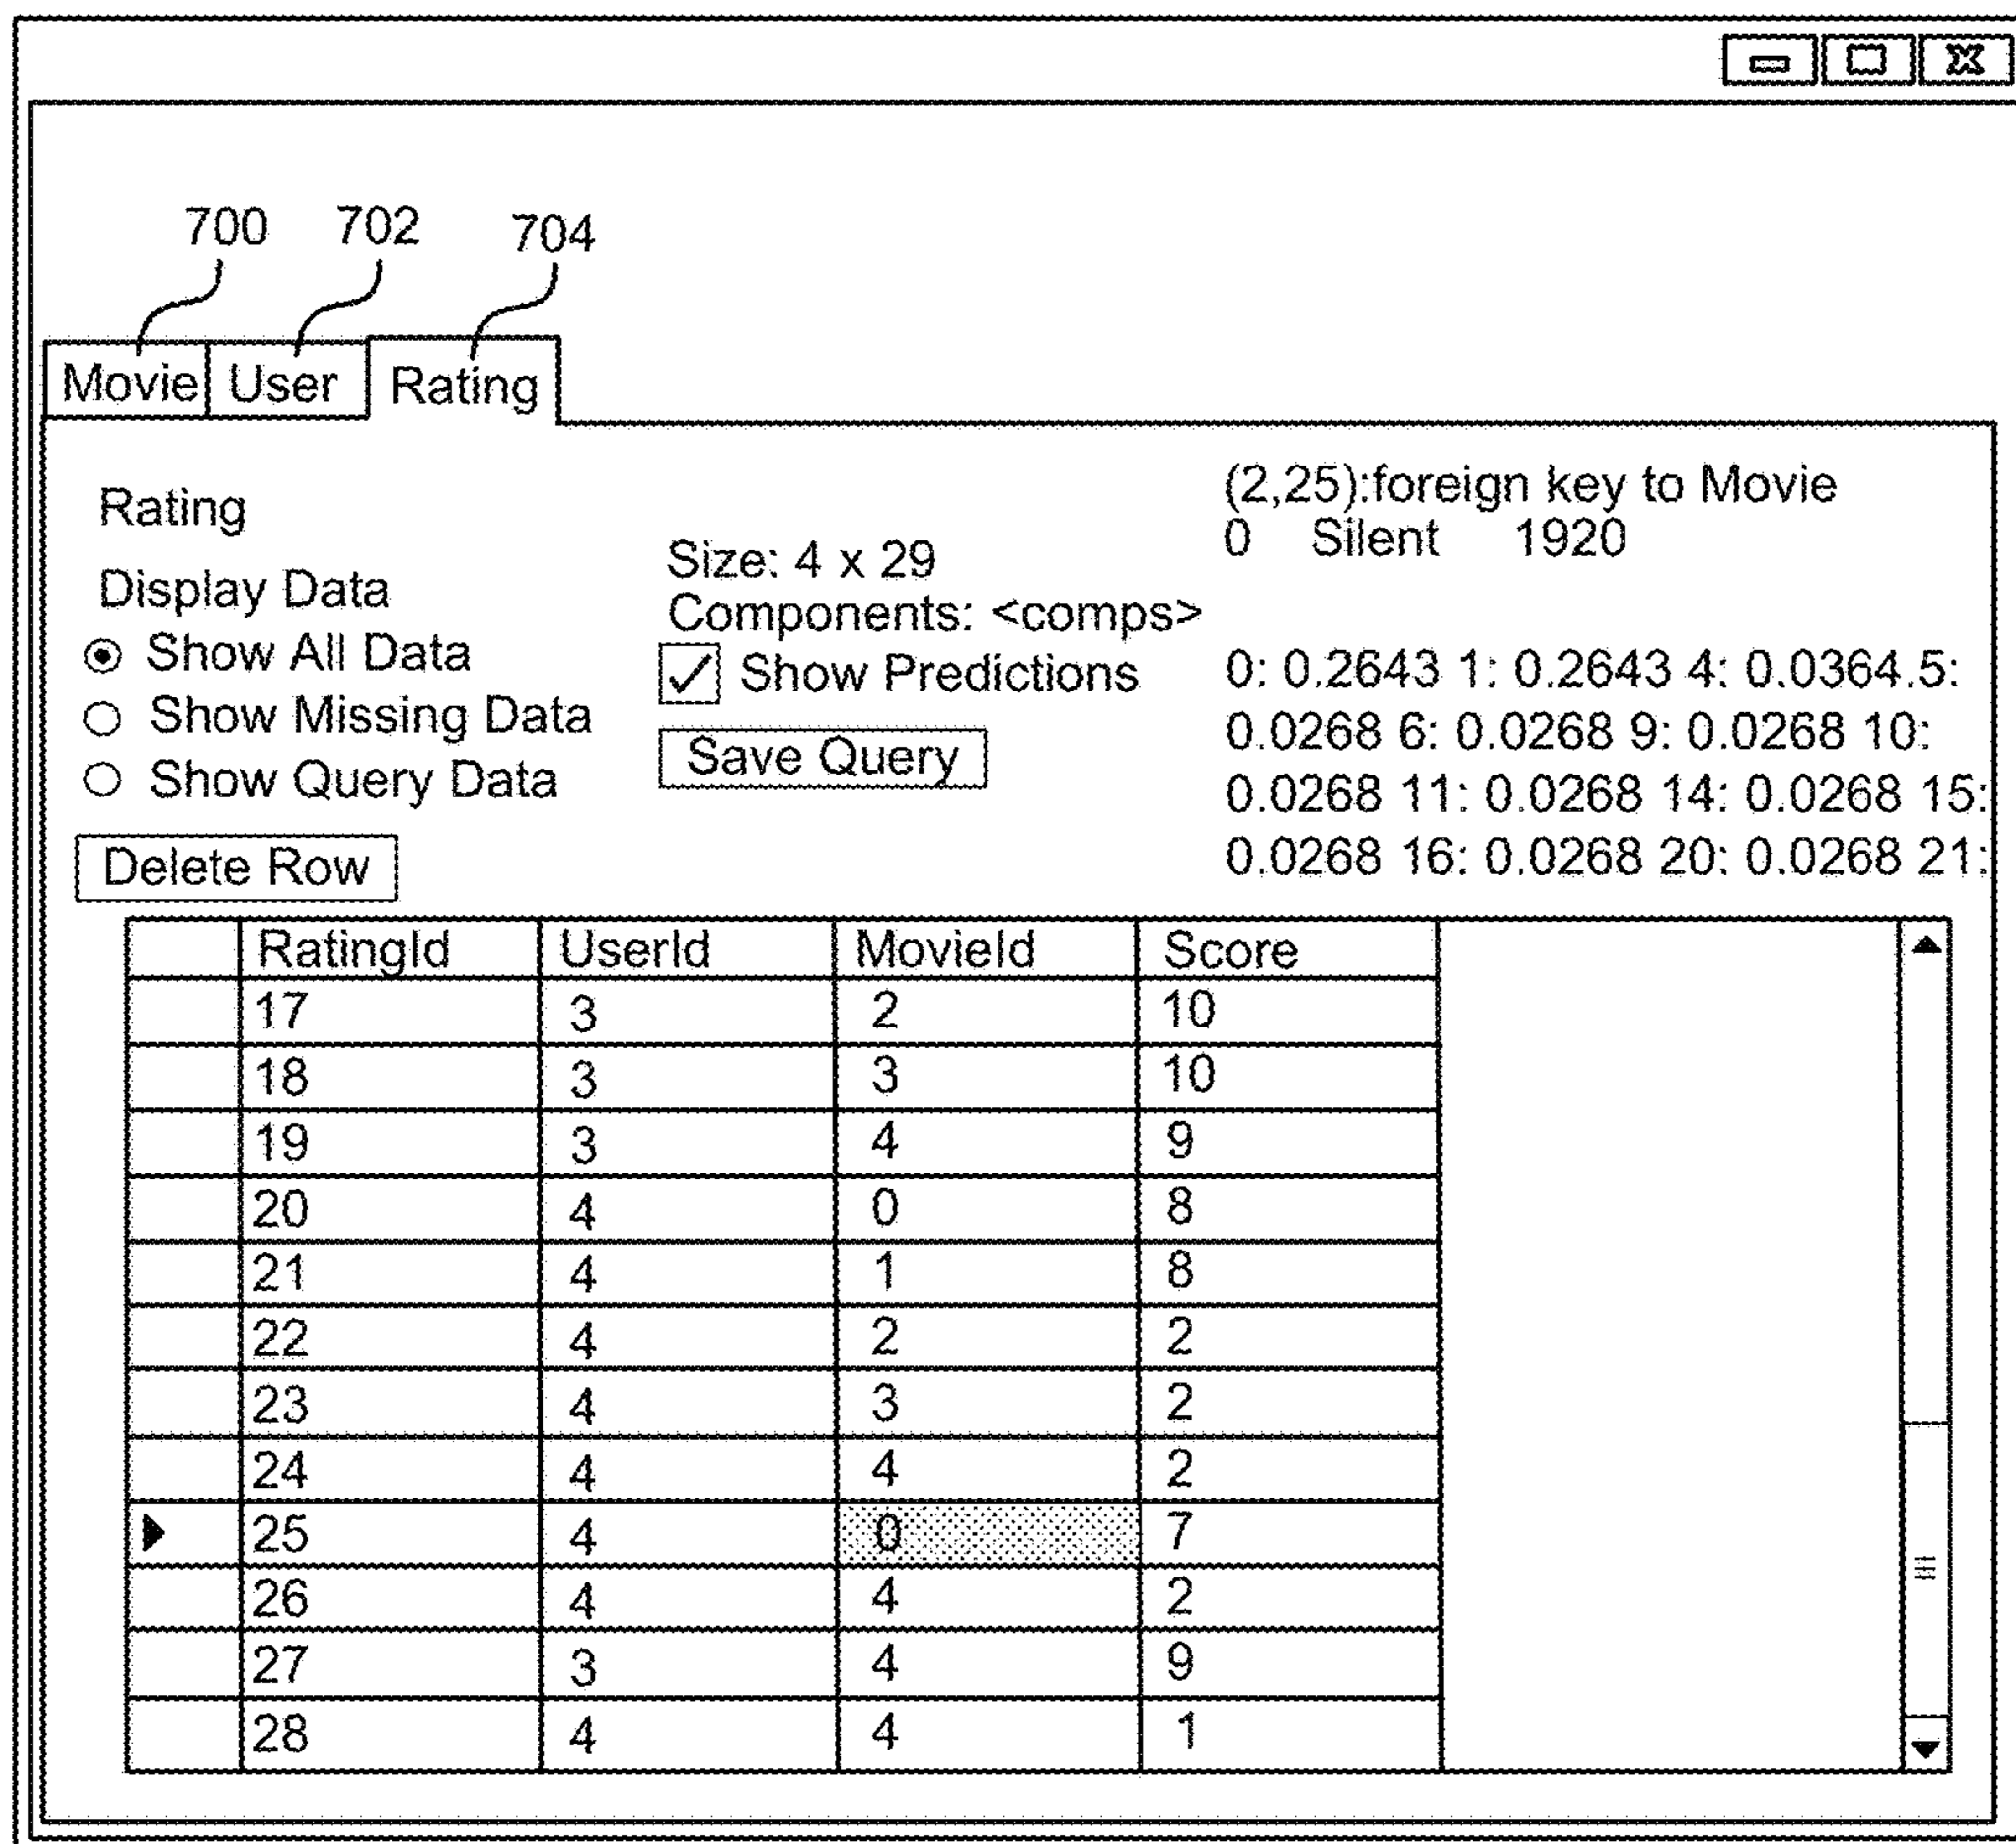 700 702 704
Movie User Rating
(2,25):foreign key to Movie
0 Silent 1920
Rating
Size: 4 x 29
Display Data
Components: <comps>
Show All Data
Show Predictions
0: 0.2643 1: 0.2643 4: 0.0364.5:
Show Missing Data
0.0268 6: 0.0268 9: 0.0268 10:
Save Query
Show Query Data
0.0268 11: 0.0268 14: 0.0268 15:
Delete Row
0.0268 16: 0.0268 20: 0.0268 21:
RatingId UserId MovieId Score
17 3 2 10
18 3 3 10
19 3 4 9
20 4 0 8
21 4 1 8
22 4 2 2
23 4 3 2
24 4 4 2
25 4 0 7
26 4 4 2
27 3 4 9
28 4 4 1